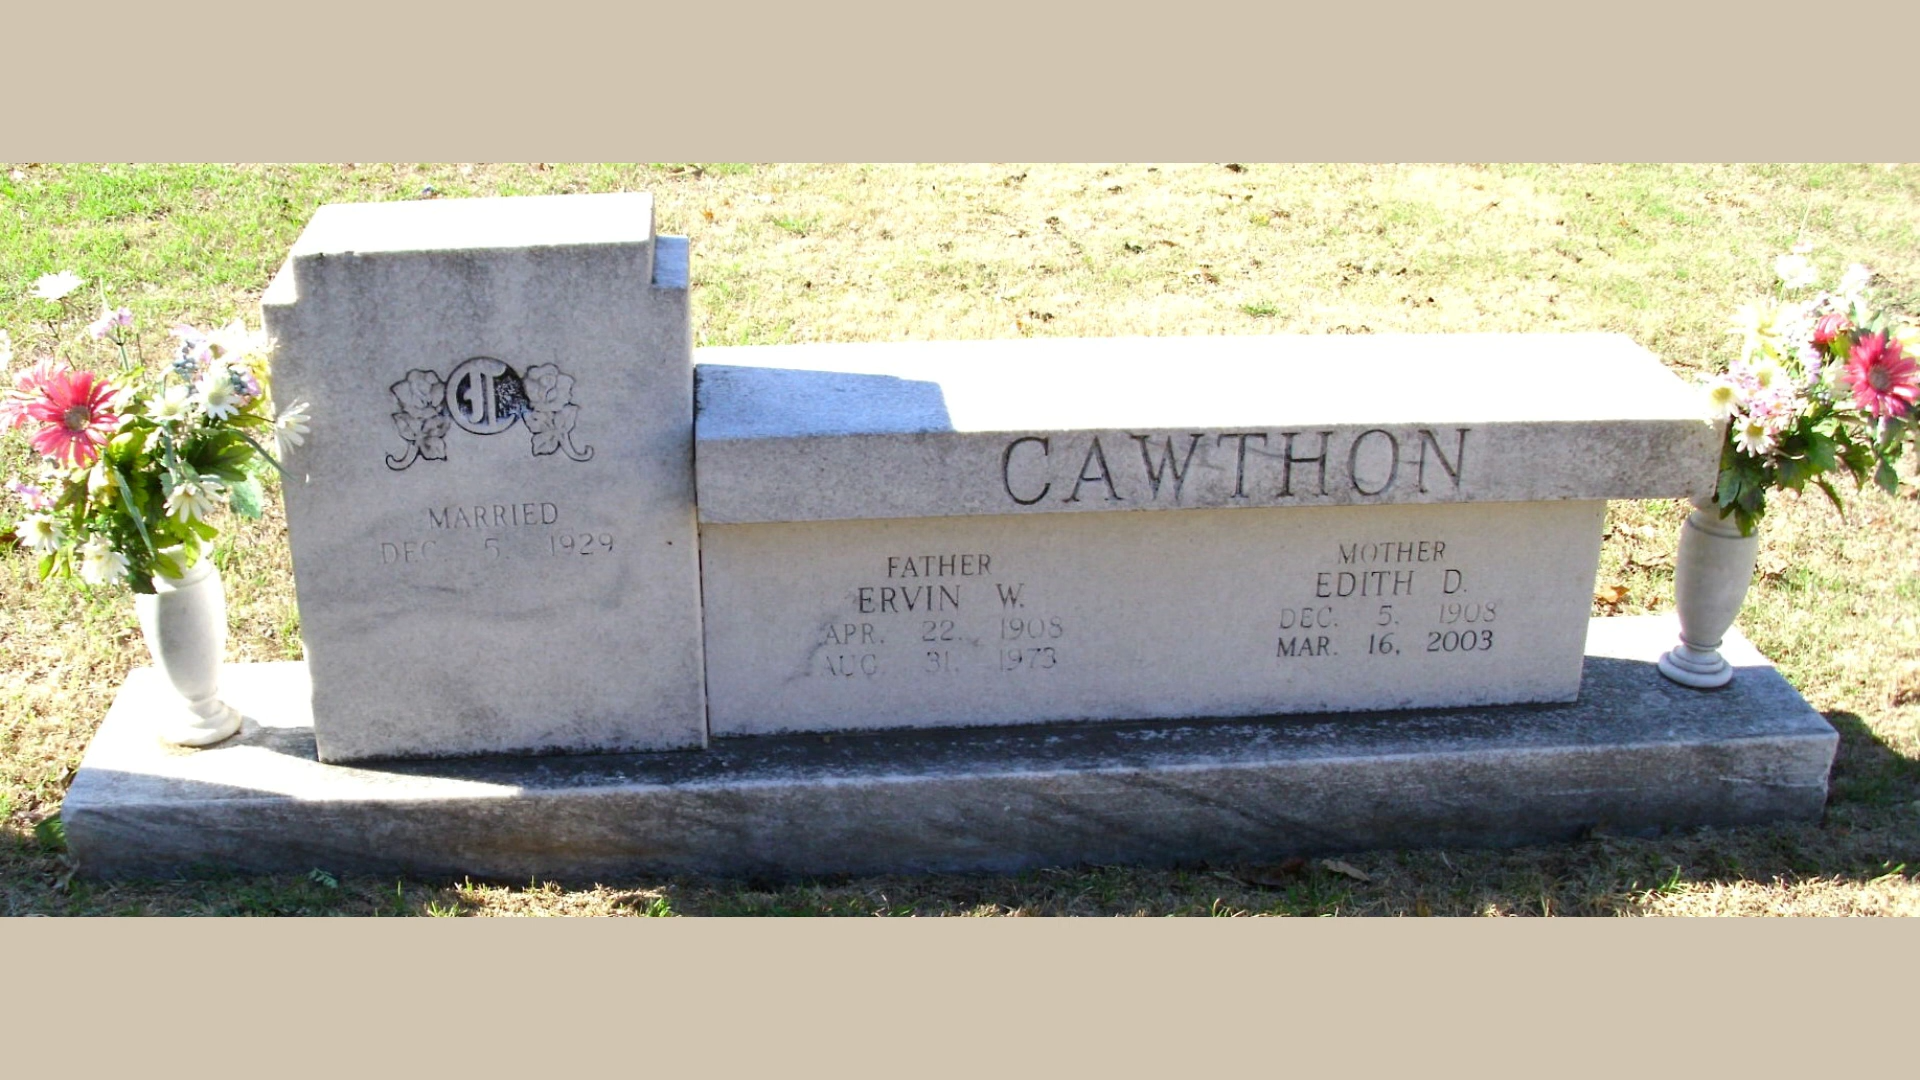 C
MARRIED
DEC. 5, 1929
CAWTHON
FATHER
ERVIN W.
APR. 22, 1908
AUG. 31, 1973
MOTHER
EDITH D.
DEC. 5, 1908
MAR. 16, 2003